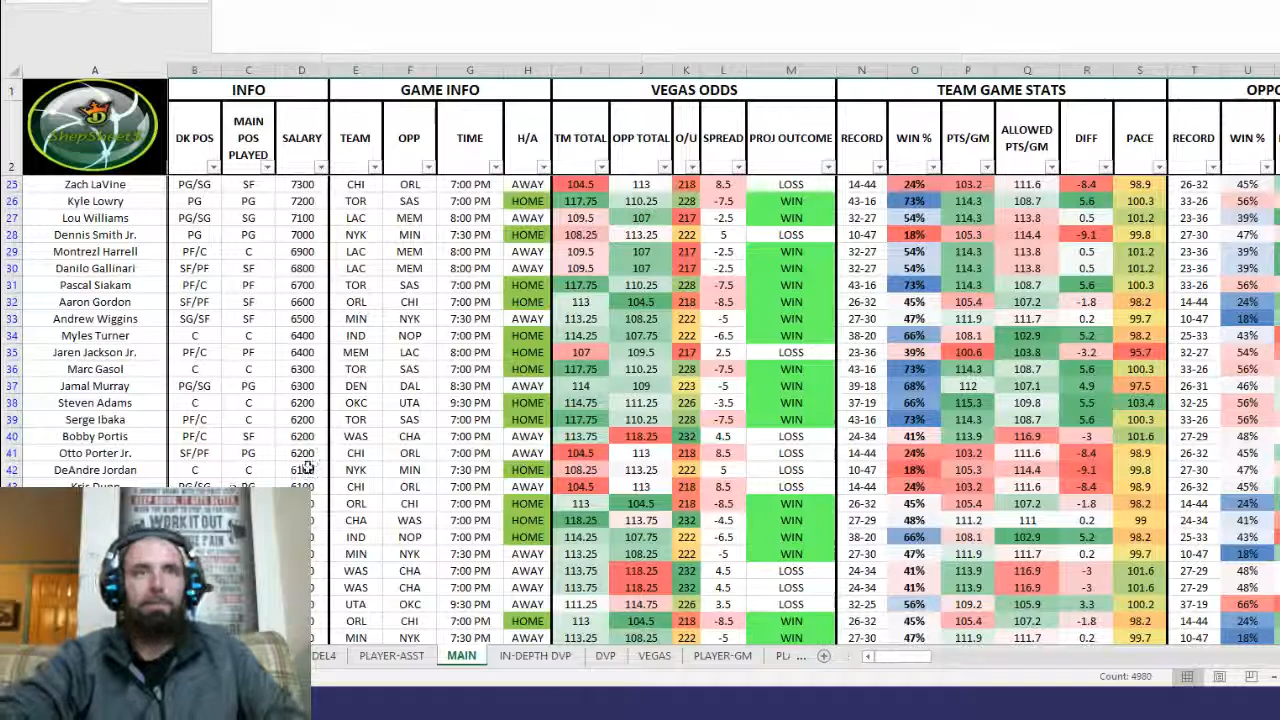 A B C D E F G H I J K L M N O P Q R S T U
1 INFO GAME INFO VEGAS ODDS TEAM GAME STATS OPPO
ShepSheets
2 DK POS MAIN POS PLAYED SALARY TEAM OPP TIME H/A TM TOTAL OPP TOTAL O/U SPREAD PROJ OUTCOME RECORD WIN % PTS/GM ALLOWED PTS/GM DIFF PACE RECORD WIN %
25 Zach LaVine PG/SG SF 7300 CHI ORL 7:00 PM AWAY 104.5 113 218 8.5 LOSS 14-44 24% 103.2 111.6 -8.4 98.9 26-32 45%
26 Kyle Lowry PG PG 7200 TOR SAS 7:00 PM HOME 117.75 110.25 228 -7.5 WIN 43-16 73% 114.3 108.7 5.6 100.3 33-26 56%
27 Lou Williams PG/SG SG 7100 LAC MEM 8:00 PM AWAY 109.5 107 217 -2.5 WIN 32-27 54% 114.3 113.8 0.5 101.2 23-36 39%
28 Dennis Smith Jr. PG PG 7000 NYK MIN 7:30 PM HOME 108.25 113.25 222 5 LOSS 10-47 18% 105.3 114.4 -9.1 99.8 27-30 47%
29 Montrezl Harrell PF/C C 6900 LAC MEM 8:00 PM AWAY 109.5 107 217 -2.5 WIN 32-27 54% 114.3 113.8 0.5 101.2 23-36 39%
30 Danilo Gallinari SF/PF SF 6800 LAC MEM 8:00 PM AWAY 109.5 107 217 -2.5 WIN 32-27 54% 114.3 113.8 0.5 101.2 23-36 39%
31 Pascal Siakam PF/C C 6700 TOR SAS 7:00 PM HOME 117.75 110.25 228 -7.5 WIN 43-16 73% 114.3 108.7 5.6 100.3 33-26 56%
32 Aaron Gordon SF/PF SF 6600 ORL CHI 7:00 PM HOME 113 104.5 218 -8.5 WIN 26-32 45% 105.4 107.2 -1.8 98.2 14-44 24%
33 Andrew Wiggins SG/SF SF 6500 MIN NYK 7:30 PM AWAY 113.25 108.25 222 -5 WIN 27-30 47% 111.9 111.7 0.2 99.7 10-47 18%
34 Myles Turner C C 6400 IND NOP 7:00 PM HOME 114.25 107.75 222 -6.5 WIN 38-20 66% 108.1 102.9 5.2 98.2 25-33 43%
35 Jaren Jackson Jr. PF/C PF 6400 MEM LAC 8:00 PM HOME 107 109.5 217 2.5 LOSS 23-36 39% 100.6 103.8 -3.2 95.7 32-27 54%
36 Marc Gasol C C 6300 TOR SAS 7:00 PM HOME 117.75 110.25 228 -7.5 WIN 43-16 73% 114.3 108.7 5.6 100.3 33-26 56%
37 Jamal Murray PG/SG PG 6300 DEN DAL 8:30 PM AWAY 114 109 223 -5 WIN 39-18 68% 112 107.1 4.9 97.5 26-31 46%
38 Steven Adams C C 6200 OKC UTA 9:30 PM HOME 114.75 111.25 226 -3.5 WIN 37-19 66% 115.3 109.8 5.5 103.4 32-25 56%
39 Serge Ibaka PF/C C 6200 TOR SAS 7:00 PM HOME 117.75 110.25 228 -7.5 WIN 43-16 73% 114.3 108.7 5.6 100.3 33-26 56%
40 Bobby Portis PF/C SF 6200 WAS CHA 7:00 PM AWAY 113.75 118.25 232 4.5 LOSS 24-34 41% 113.9 116.9 -3 101.6 27-29 48%
41 Otto Porter Jr. SF/PF PG 6200 CHI ORL 7:00 PM AWAY 104.5 113 218 8.5 LOSS 14-44 24% 103.2 111.6 -8.4 98.9 26-32 45%
42 DeAndre Jordan C C NYK MIN 7:30 PM HOME 108.25 113.25 222 5 LOSS 10-47 18% 105.3 114.4 -9.1 99.8 27-30 47%
43 Kris Dunn PG/SG PG 6100 CHI ORL 7:00 PM AWAY 104.5 113 218 8.5 LOSS 14-44 24% 103.2 111.6 -8.4 98.9 26-32 45%
ORL CHI 7:00 PM HOME 113 104.5 218 -8.5 WIN 26-32 45% 105.4 107.2 -1.8 98.2 14-44 24%
CHA WAS 7:00 PM HOME 118.25 113.75 232 -4.5 WIN 27-29 48% 111.2 111 0.2 99 24-34 41%
IND NOP 7:00 PM HOME 114.25 107.75 222 -6.5 WIN 38-20 66% 108.1 102.9 5.2 98.2 25-33 43%
MIN NYK 7:30 PM AWAY 113.25 108.25 222 -5 WIN 27-30 47% 111.9 111.7 0.2 99.7 10-47 18%
WAS CHA 7:00 PM AWAY 113.75 118.25 232 4.5 LOSS 24-34 41% 113.9 116.9 -3 101.6 27-29 48%
WAS CHA 7:00 PM AWAY 113.75 118.25 232 4.5 LOSS 24-34 41% 113.9 116.9 -3 101.6 27-29 48%
UTA OKC 9:30 PM AWAY 111.25 114.75 226 3.5 LOSS 32-25 56% 109.2 105.9 3.3 100.2 37-19 66%
ORL CHI 7:00 PM HOME 113 104.5 218 -8.5 WIN 26-32 45% 105.4 107.2 -1.8 98.2 14-44 24%
MIN NYK 7:30 PM AWAY 113.25 108.25 222 -5 WIN 27-30 47% 111.9 111.7 0.2 99.7 10-47 18%
WORK IT OUT
PAIN
DEL4 PLAYER-ASST MAIN IN-DEPTH DVP DVP VEGAS PLAYER-GM PL ...
Count: 4980